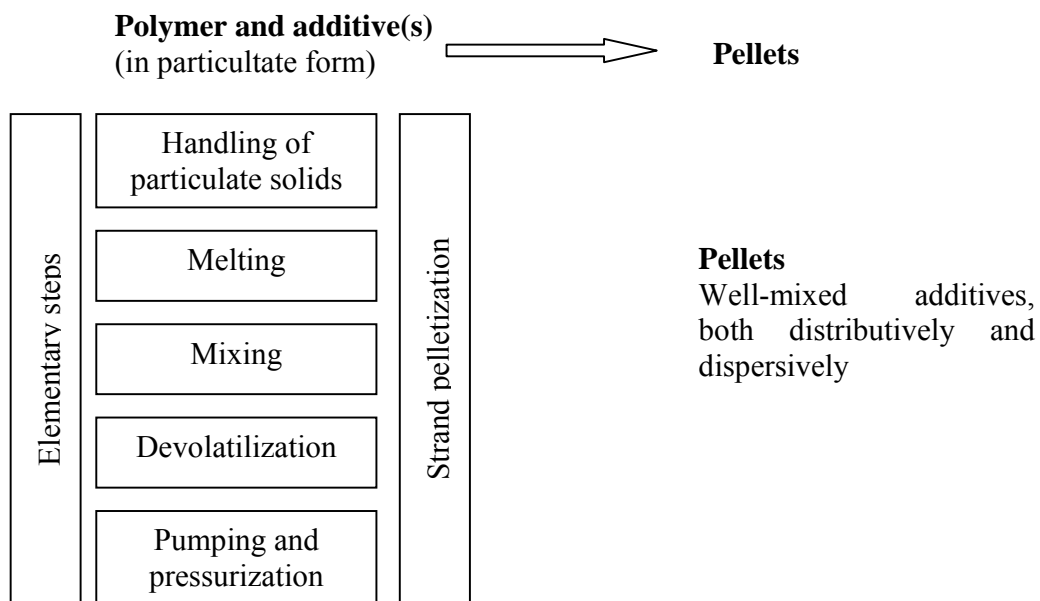 Polymer and additive(s)
(in particultate form)
Pellets
Elementary steps
Handling of
particulate solids
Melting
Mixing
Devolatilization
Pumping and
pressurization
Strand pelletization
Pellets
Well-mixed additives,
both distributively and
dispersively